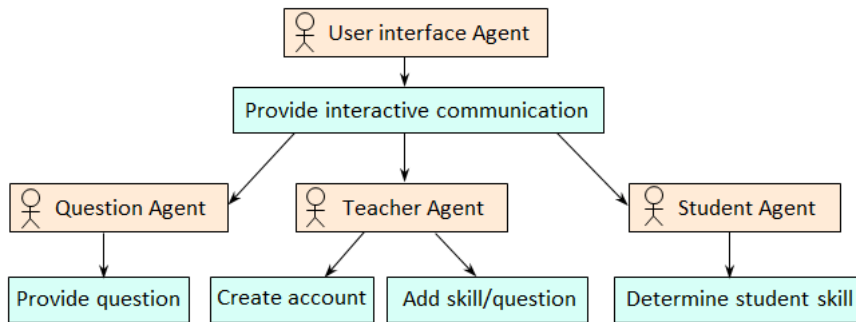 User interface Agent
Provide interactive communication
Question Agent
Teacher Agent
Student Agent
Provide question
Create account
Add skill/question
Determine student skill